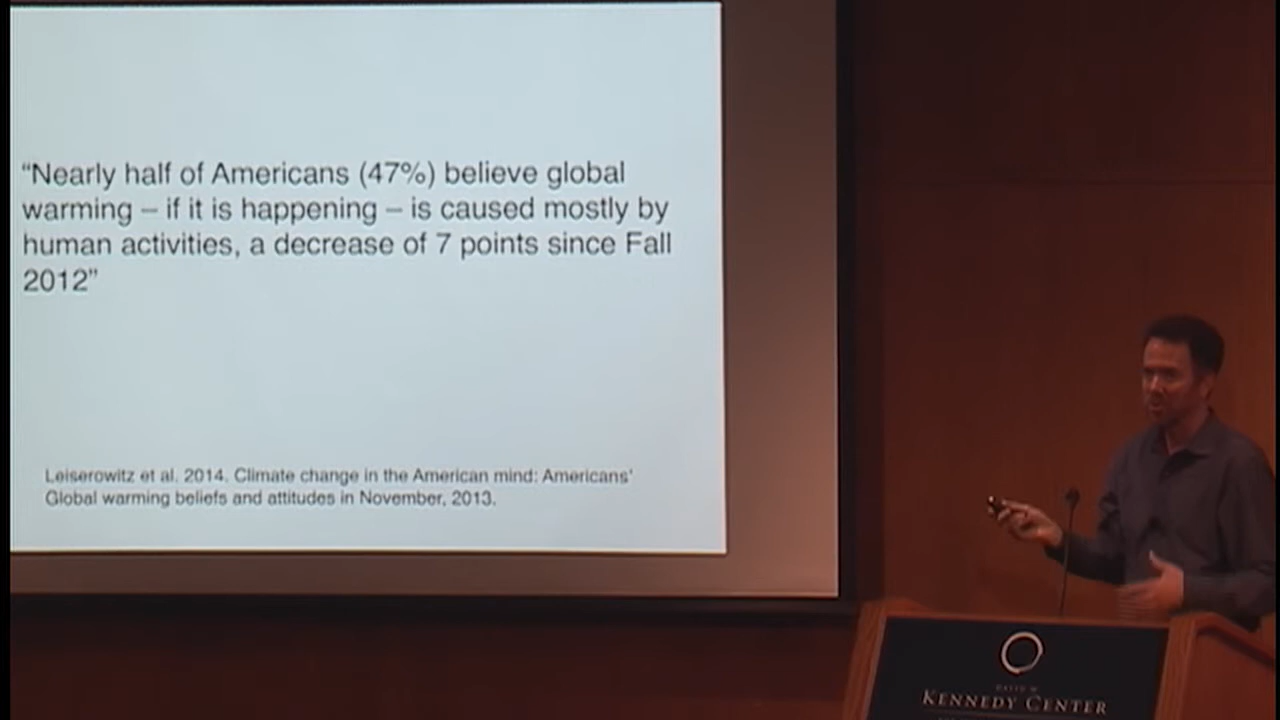 “Nearly half of Americans (47%) believe global
warming – if it is happening – is caused mostly by
human activities, a decrease of 7 points since Fall
2012”
Leiserowitz et al. 2014. Climate change in the American mind: Americans'
Global warming beliefs and attitudes in November, 2013.
DAVID M.
KENNEDY CENTER